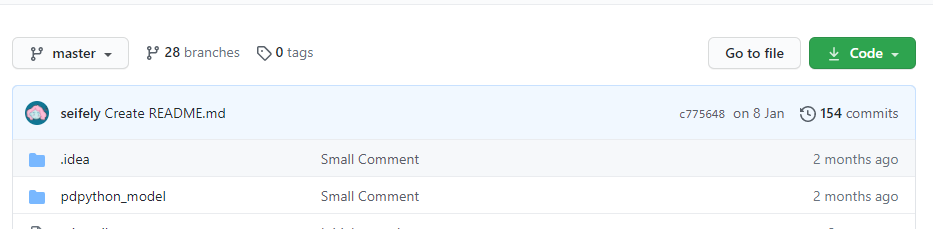 master 28 branches 0 tags Go to file Code
seifely Create README.md c775648 on 8 Jan 154 commits
.idea Small Comment 2 months ago
pdpython_model Small Comment 2 months ago